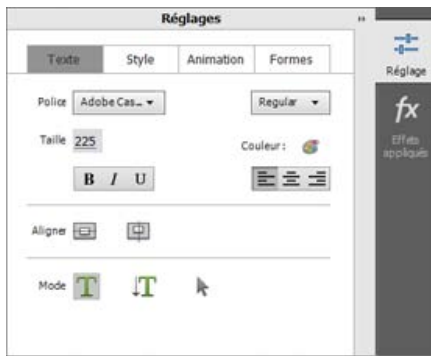 Réglages
Texte Style Animation Formes
Police Adobe Cas... Regular
Taille 225 Couleur :
B I U
Aligner
Mode T T
Réglage
fx
Effets
appliqués